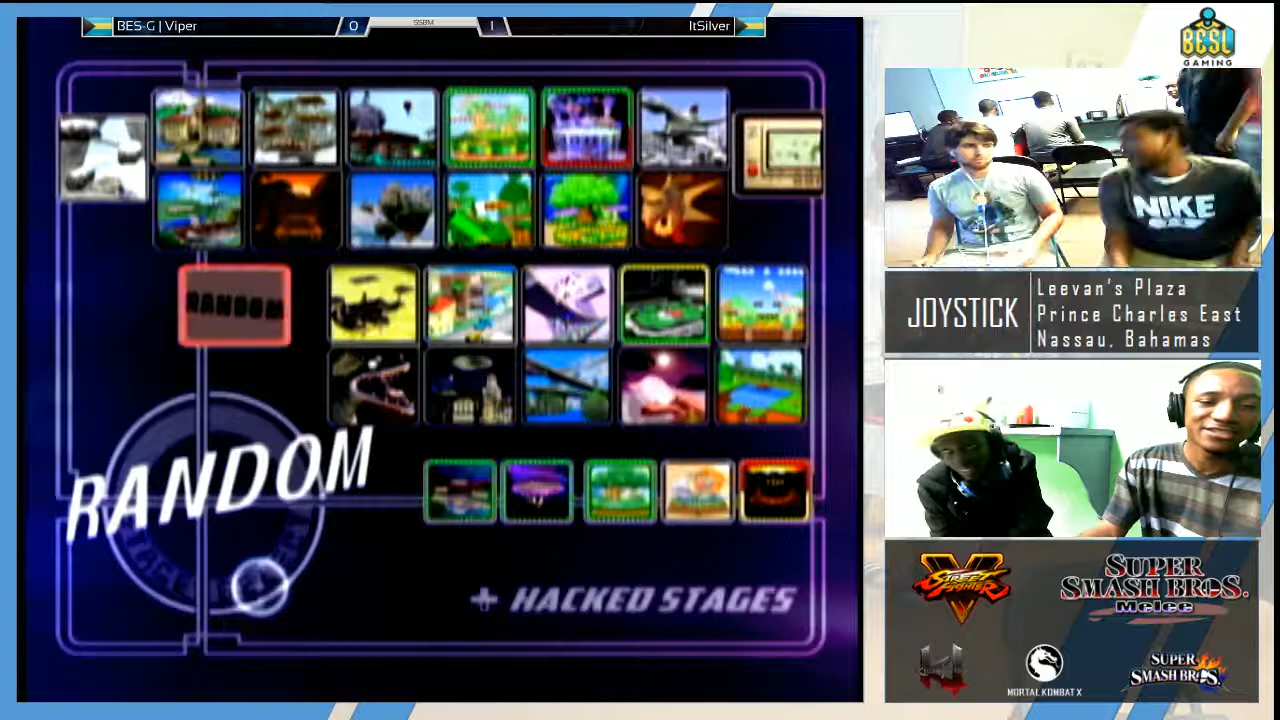 BES-G | Viper
0
SSBM
1
ItSilver
BESL
GAMING
RANDOM
RANDOM
+ HACKED STAGES
NIKE
JOYSTICK
Leevan's Plaza
Prince Charles East
Nassau, Bahamas
V
STREET
FIGHTER
SUPER
SMASH BROS.
Melee
MORTAL KOMBAT X
SUPER
SMASH BROS.